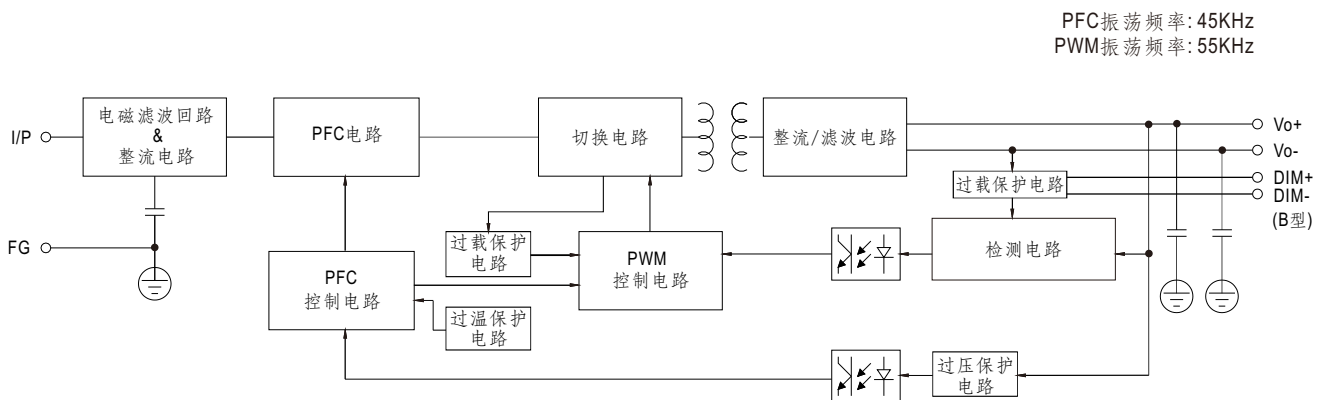 PFC振荡频率: 45KHz
PWM振荡频率: 55KHz
I/P
电磁滤波回路
&
整流电路
PFC电路
切换电路
整流/滤波电路
Vo+
Vo-
过载保护电路
DIM+
DIM-
(B型)
FG
过载保护
电路
PWM
控制电路
检测电路
PFC
控制电路
过温保护
电路
过压保护
电路